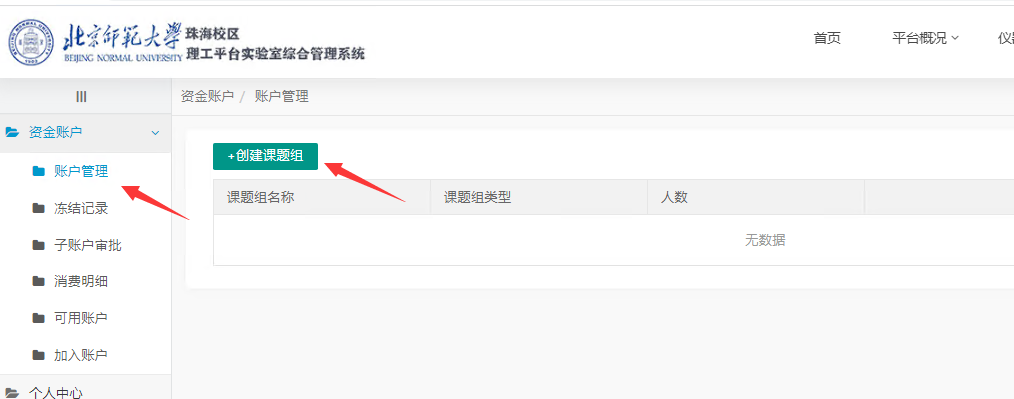 北京师范大学 珠海校区
BEIJING NORMAL UNIVERSITY 理工平台实验室综合管理系统
首页 平台概况 仪
资金账户 / 账户管理
资金账户
账户管理
冻结记录
子账户审批
消费明细
可用账户
加入账户
个人中心
+创建课题组
课题组名称 课题组类型 人数
无数据